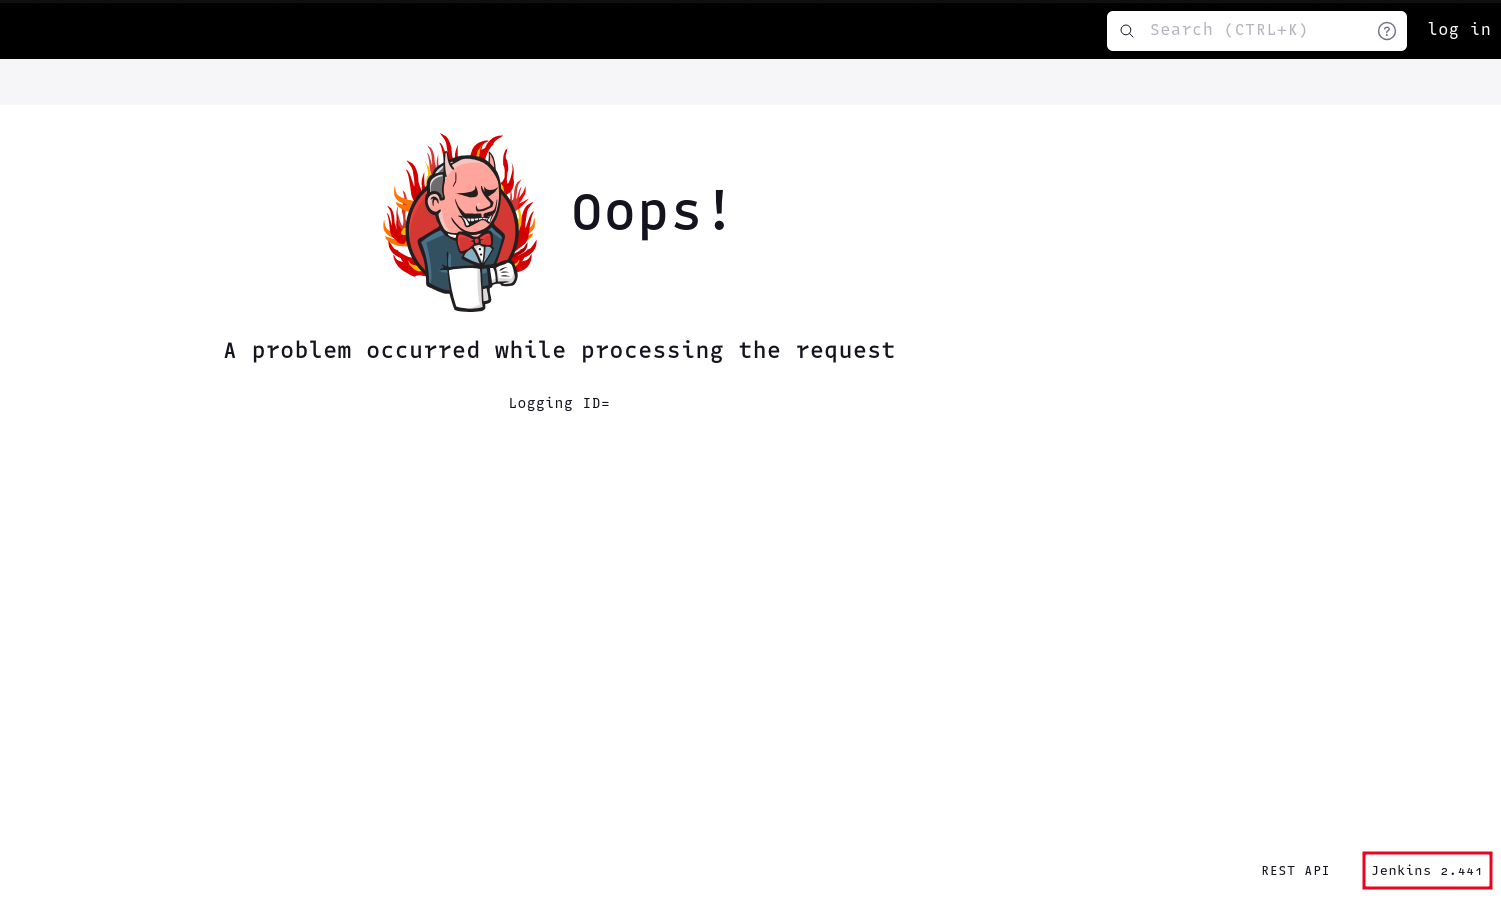 Search (CTRL+K)
log in
Oops!
A problem occurred while processing the request
Logging ID=
REST API
Jenkins 2.441